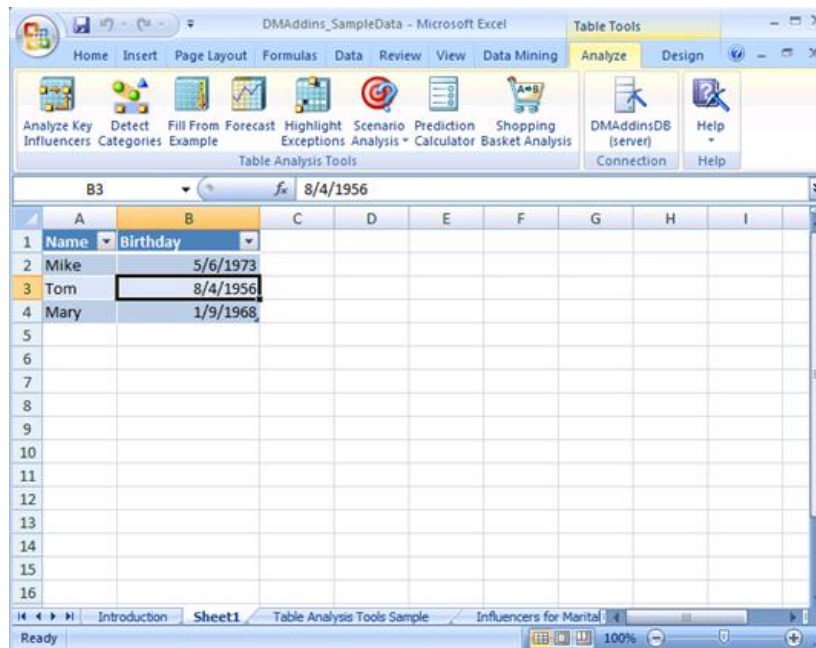 DMAddins_SampleData - Microsoft Excel
Table Tools
Home Insert Page Layout Formulas Data Review View Data Mining Analyze Design
Analyze Key Influencers
Detect Categories
Fill From Example
Forecast
Highlight Exceptions
Scenario Analysis
Prediction Calculator
Shopping Basket Analysis
DMAddinsDB (server)
Help
Table Analysis Tools
Connection
Help
B3 fx 8/4/1956
A B C D E F G H I
1 Name Birthday
2 Mike 5/6/1973
3 Tom 8/4/1956
4 Mary 1/9/1968
5
6
7
8
9
10
11
12
13
14
15
16
Introduction Sheet1 Table Analysis Tools Sample Influencers for Marital
Ready 100%